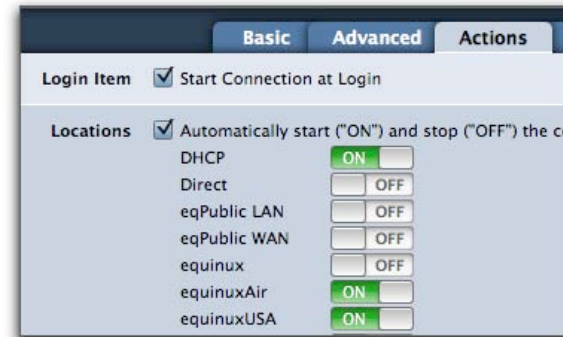 Basic Advanced Actions
Login Item Start Connection at Login
Locations Automatically start ("ON") and stop ("OFF") the
DHCP ON
Direct OFF
eqPublic LAN OFF
eqPublic WAN OFF
equinux OFF
equinuxAir ON
equinuxUSA ON